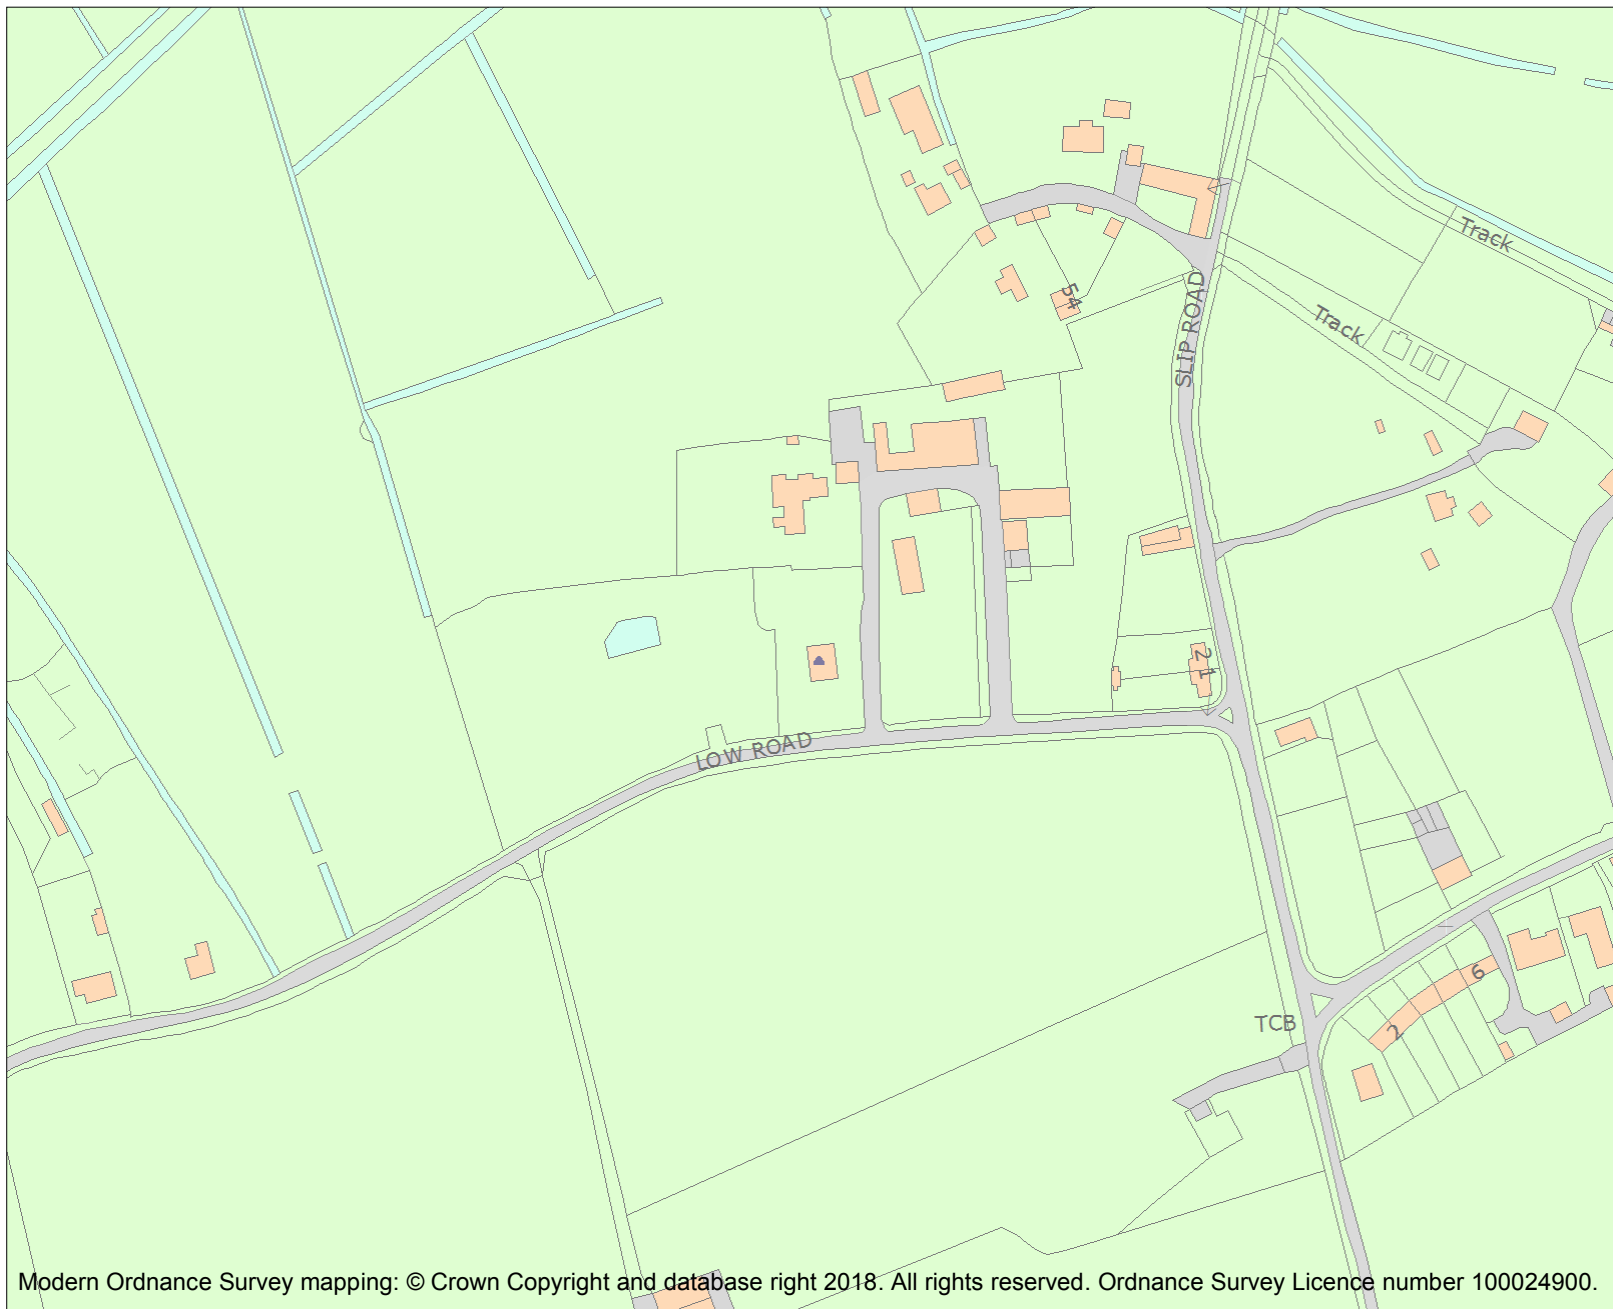 Track
Track
54
SLIP ROAD
21
LOW ROAD
6
TCB
2
Modern Ordnance Survey mapping: © Crown Copyright and database right 2018. All rights reserved. Ordnance Survey Licence number 100024900.